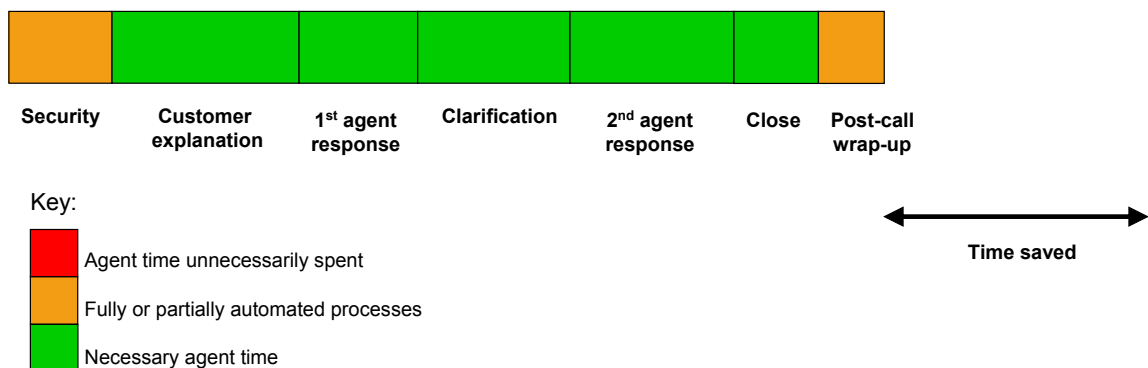 Security
Customer
explanation
1st agent
response
Clarification
2nd agent
response
Close
Post-call
wrap-up
Key:
Time saved
Agent time unnecessarily spent
Fully or partially automated processes
Necessary agent time